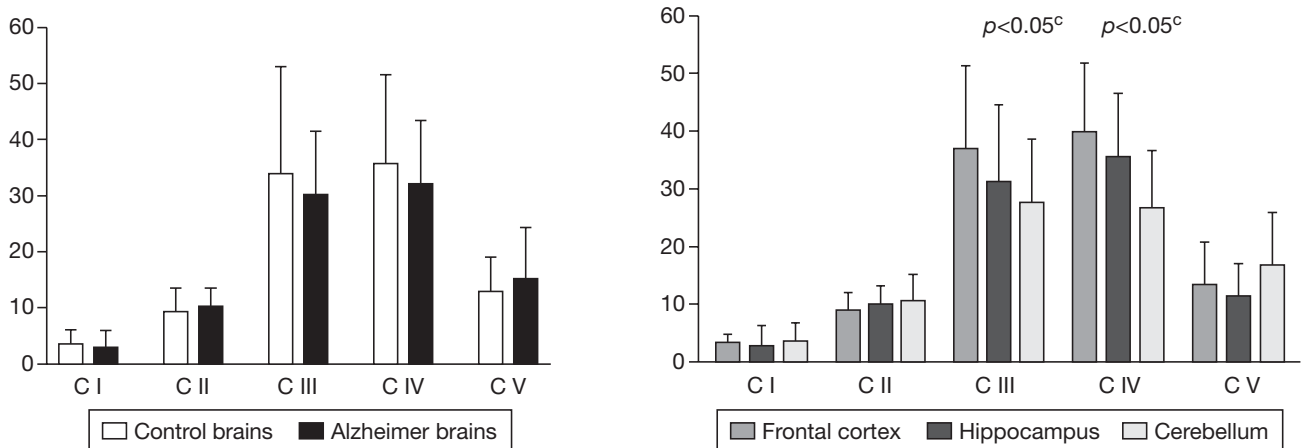 60
50
40
30
20
10
0
C I C II C III C IV C V
Control brains Alzheimer brains
60
50
40
30
20
10
0
p<0.05ᶜ p<0.05ᶜ
C I C II C III C IV C V
Frontal cortex Hippocampus Cerebellum